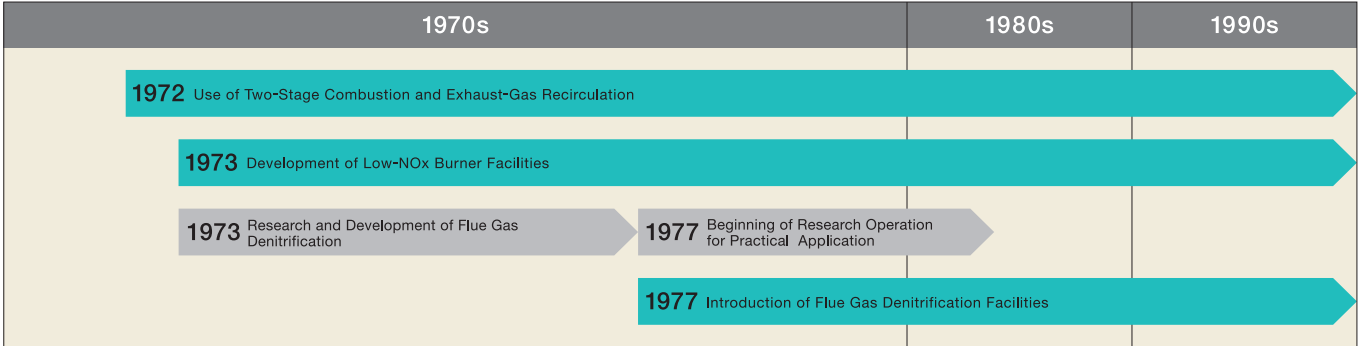 1970s 1980s 1990s
1972 Use of Two-Stage Combustion and Exhaust-Gas Recirculation
1973 Development of Low-NOx Burner Facilities
1973 Research and Development of Flue Gas
Denitrification
1977 Beginning of Research Operation
for Practical Application
1977 Introduction of Flue Gas Denitrification Facilities